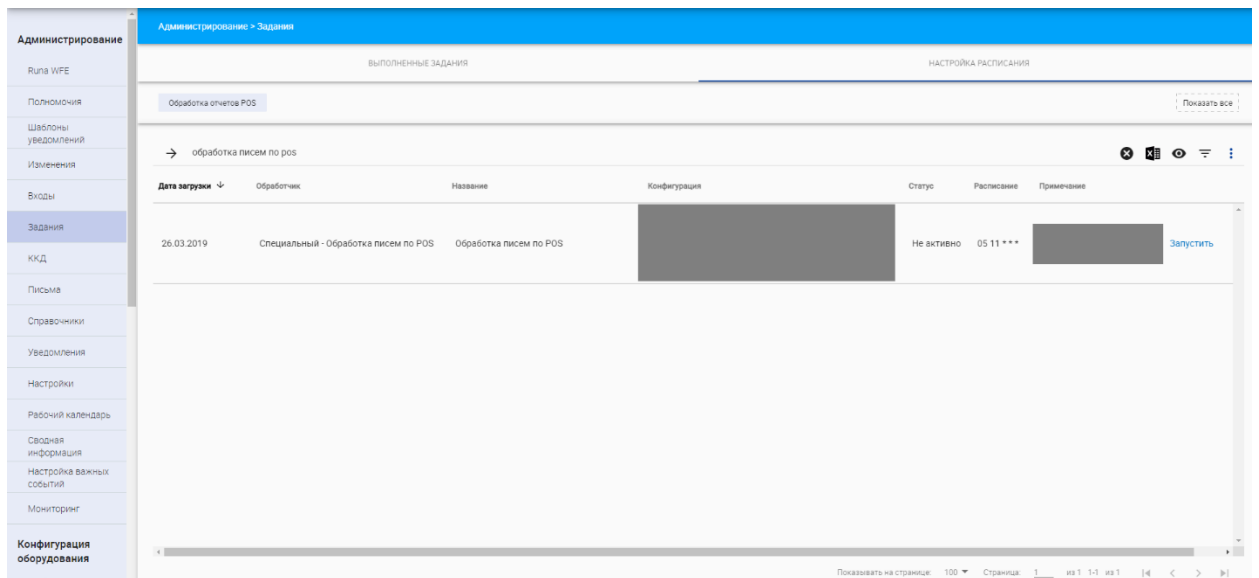 Администрирование
Runa WFE
Полномочия
Шаблоны
уведомлений
Изменения
Входы
Задания
ККД
Письма
Справочники
Уведомления
Настройки
Рабочий календарь
Сводная
информация
Настройка важных
событий
Мониторинг
Конфигурация
оборудования
Администрирование > Задания
ВЫПОЛНЕННЫЕ ЗАДАНИЯ
НАСТРОЙКА РАСПИСАНИЯ
Обработка отчетов POS
Показать все
обработка писем по pos
Дата загрузки Обработчик Название Конфигурация Статус Расписание Примечание
26.03.2019 Специальный - Обработка писем по POS Обработка писем по POS Не активно 05 11 * * * Запустить
Показывать на странице: 100 Страница: 1 из 1 1-1 из 1